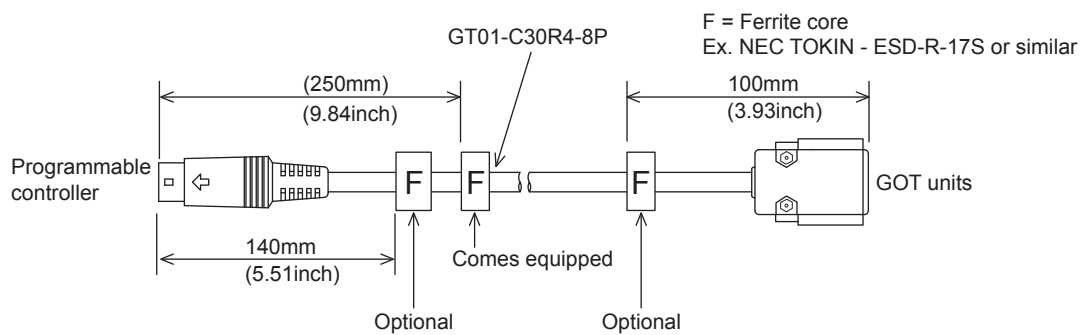 F = Ferrite core
Ex. NEC TOKIN - ESD-R-17S or similar
GT01-C30R4-8P
(250mm)
(9.84inch)
100mm
(3.93inch)
Programmable
controller
F
F
F
GOT units
140mm
(5.51inch)
Comes equipped
Optional
Optional